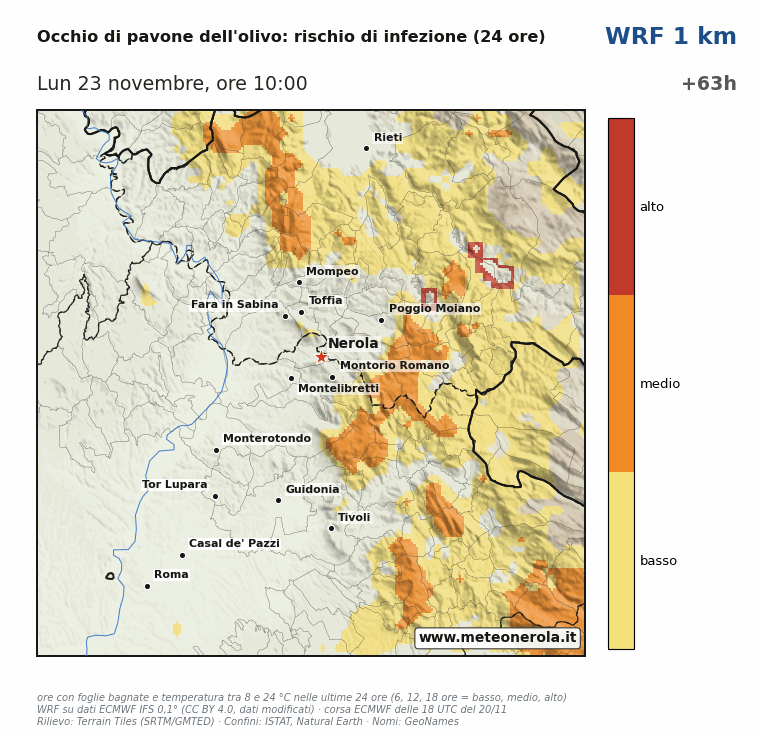 Occhio di pavone dell'olivo: rischio di infezione (24 ore)
WRF 1 km
Lun 23 novembre, ore 10:00
+63h
Rieti
alto
Mompeo
Fara in Sabina
Toffia
Poggio Moiano
Nerola
Montorio Romano
medio
Montelibretti
Monterotondo
Tor Lupara
Guidonia
Tivoli
Casal de' Pazzi
basso
Roma
www.meteonerola.it
ore con foglie bagnate e temperatura tra 8 e 24 °C nelle ultime 24 ore (6, 12, 18 ore = basso, medio, alto)
WRF su dati ECMWF IFS 0,1° (CC BY 4.0, dati modificati) · corsa ECMWF delle 18 UTC del 20/11
Rilievo: Terrain Tiles (SRTM/GMTED) · Confini: ISTAT, Natural Earth · Nomi: GeoNames